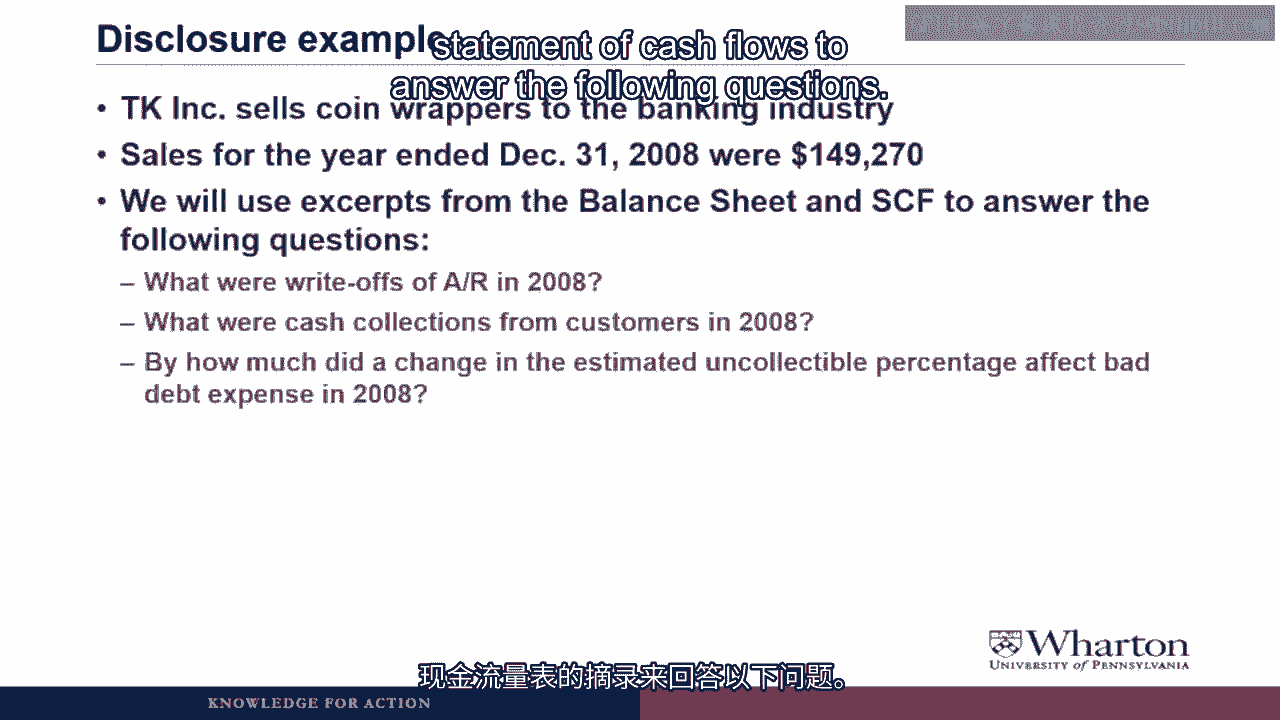 Disclosure example
statement of cash flows to
answer the following questions.
• TK Inc. sells coin wrappers to the banking industry
• Sales for the year ended Dec. 31, 2008 were $149,270
• We will use excerpts from the Balance Sheet and SCF to answer the
following questions:
– What were write-offs of A/R in 2008?
– What were cash collections from customers in 2008?
– By how much did a change in the estimated uncollectible percentage affect bad
debt expense in 2008?
Wharton
UNIVERSITY of PENNSYLVANIA
现金流量表的摘录来回答以下问题。
KNOWLEDGE FOR ACTION